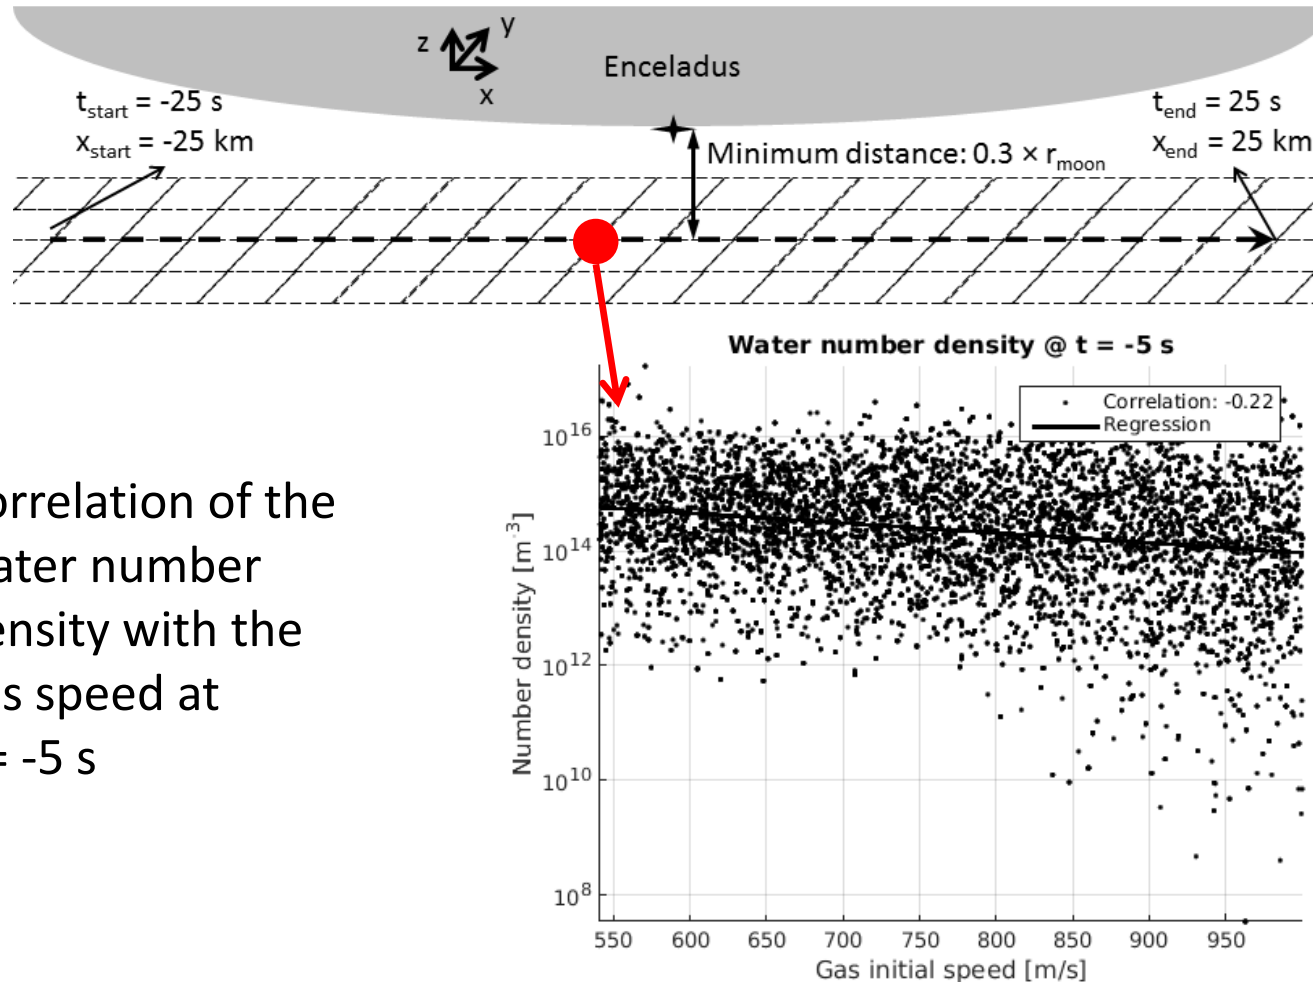 z
y
x
Enceladus
t_start = -25 s
x_start = -25 km
t_end = 25 s
x_end = 25 km
Minimum distance: 0.3 × r_moon
Water number density @ t = -5 s
Correlation: -0.22
Regression
orrelation of the
ater number
ensity with the
s speed at
= -5 s
Number density [m^-3]
10^16
10^14
10^12
10^10
10^8
550 600 650 700 750 800 850 900 950
Gas initial speed [m/s]